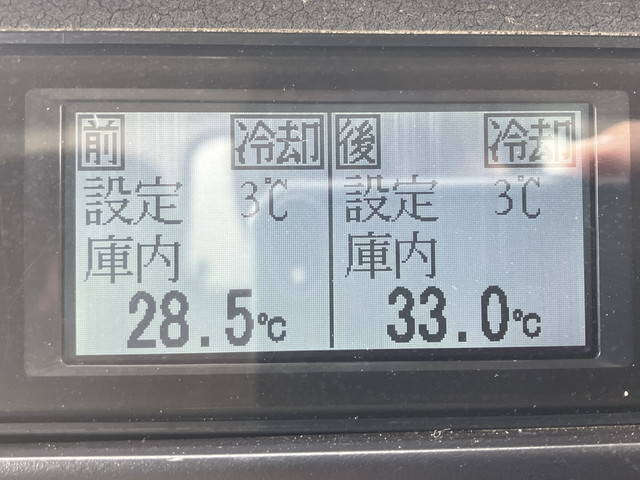 前 冷却
設定 3℃
庫内
28.5℃
後 冷却
設定 3℃
庫内
33.0℃